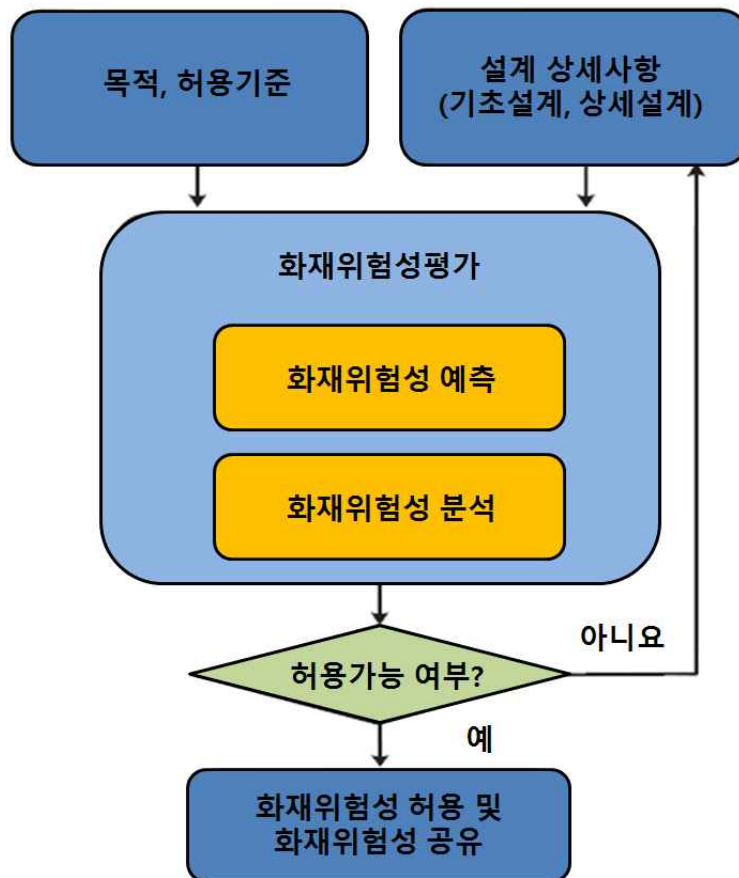 목적, 허용기준
설계 상세사항
(기초설계, 상세설계)
화재위험성평가
화재위험성 예측
화재위험성 분석
허용가능 여부?
아니요
예
화재위험성 허용 및
화재위험성 공유